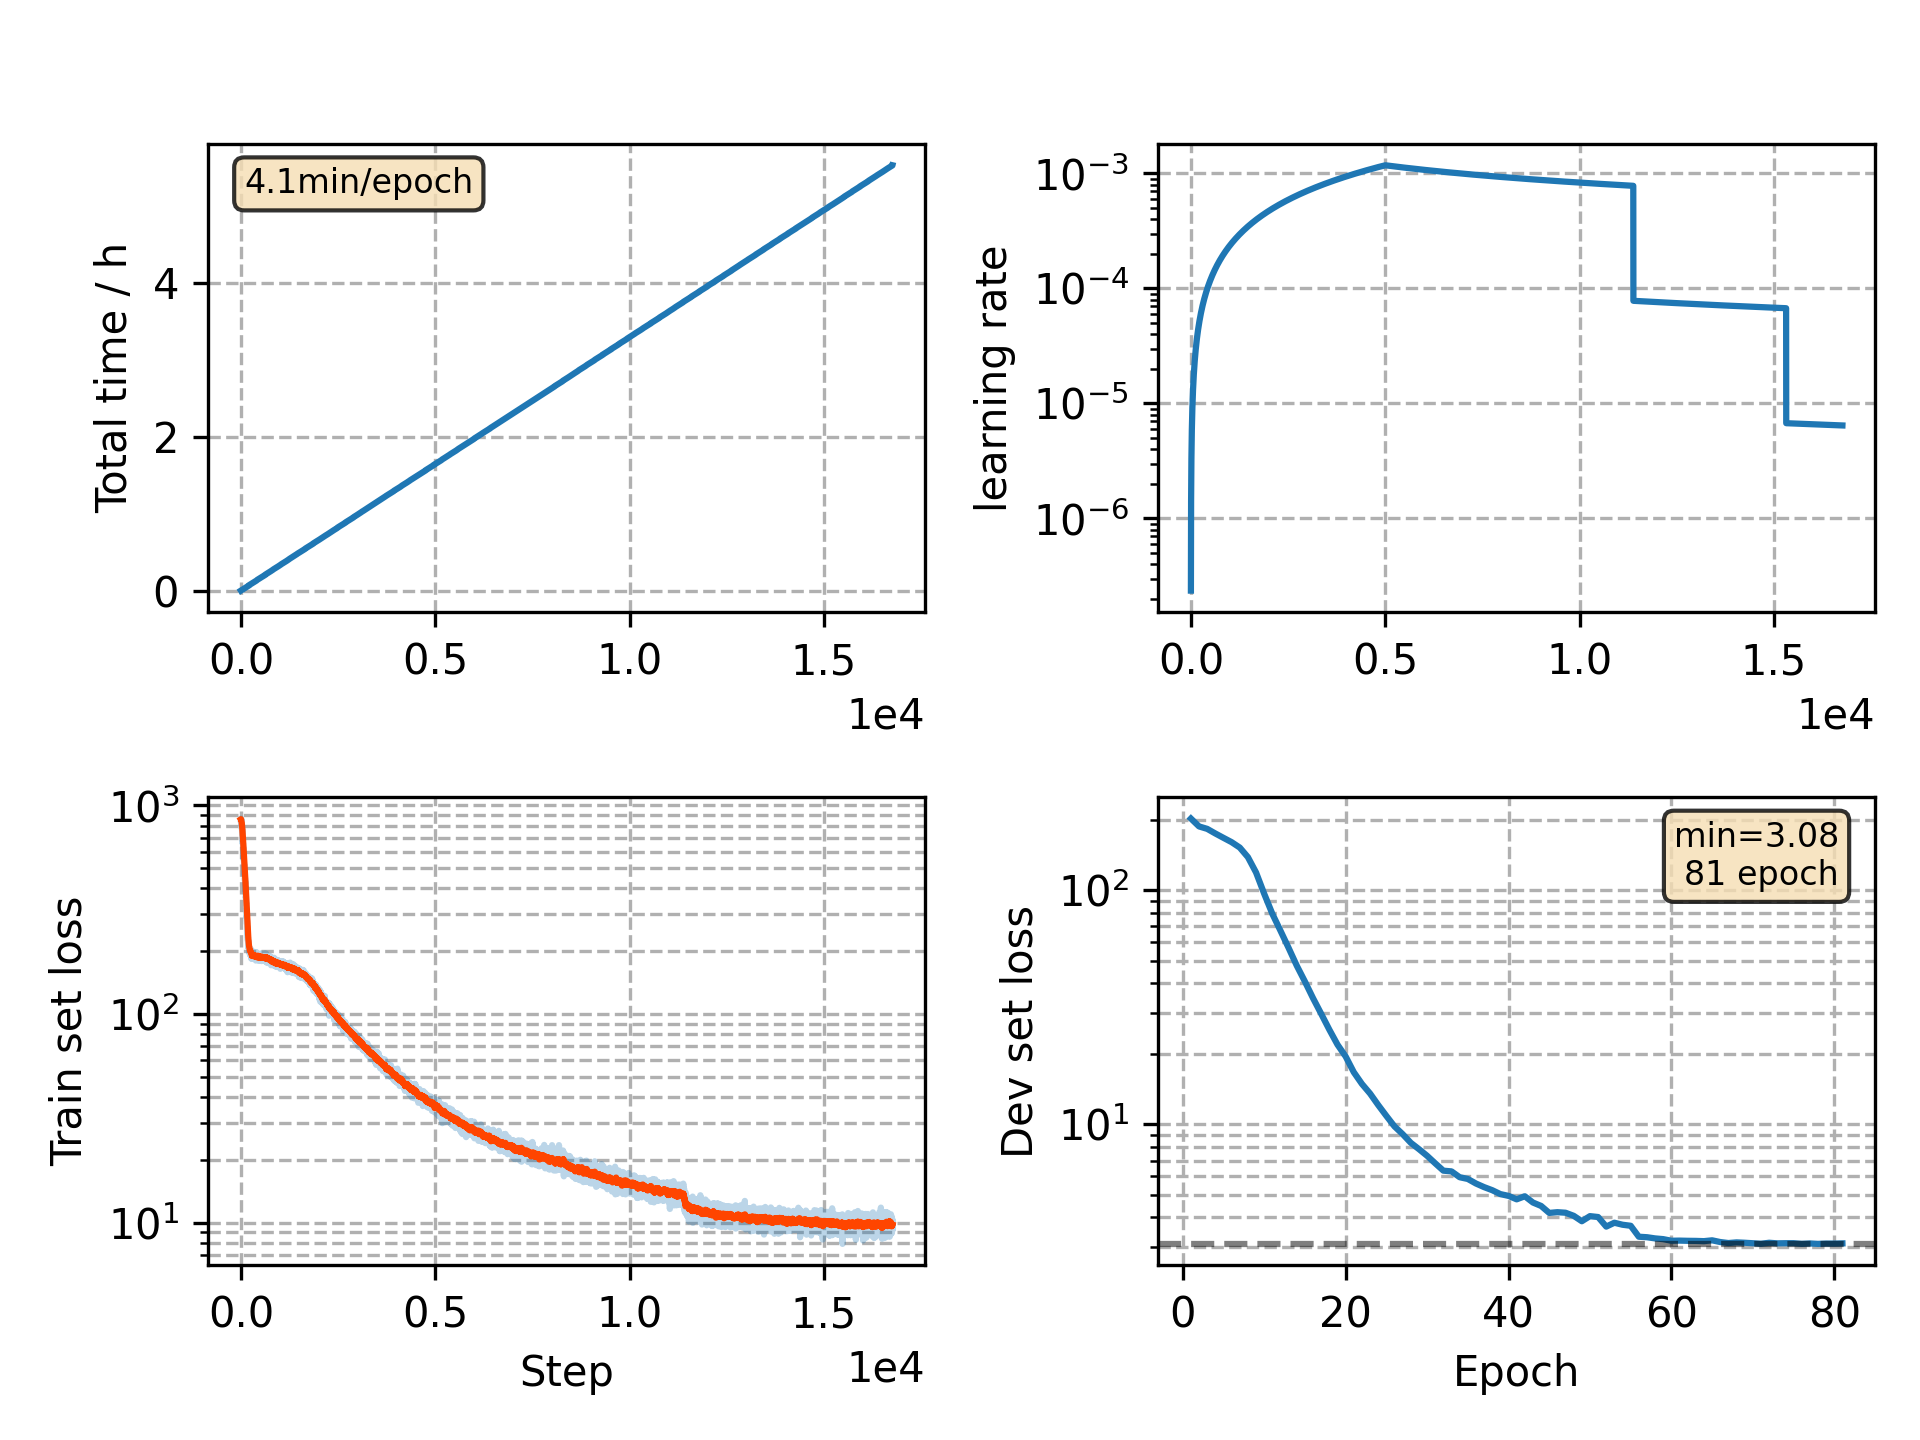 4.1min/epoch
Total time / h
4
2
0
0.0 0.5 1.0 1.5
1e4
learning rate
10⁻³
10⁻⁴
10⁻⁵
10⁻⁶
0.0 0.5 1.0 1.5
1e4
Train set loss
10³
10²
10¹
0.0 0.5 1.0 1.5
Step
1e4
min=3.08
81 epoch
Dev set loss
10²
10¹
0 20 40 60 80
Epoch